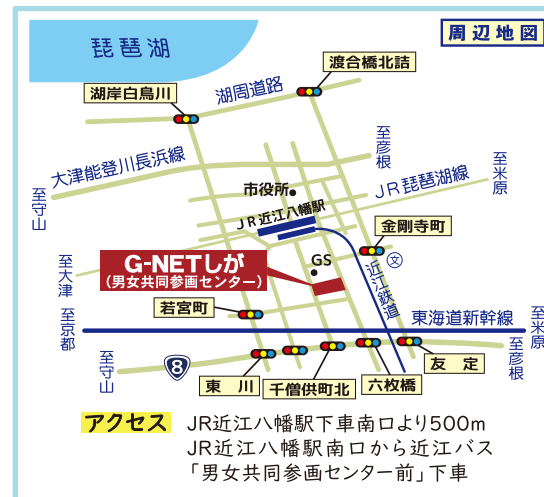 周辺地図
琵琶湖
渡合橋北詰
湖岸白鳥川
湖周道路
至彦根
大津能登川長浜線
至米原
JR琵琶湖線
市役所
至守山
JR近江八幡駅
金剛寺町
文
G-NETしが
(男女共同参画センター)
GS
至大津
近江鉄道
若宮町
至京都
東海道新幹線
至米原
至守山
8
至彦根
東川
千僧供町北
六枚橋
友定
アクセス
JR近江八幡駅下車南口より500m
JR近江八幡駅南口から近江バス
「男女共同参画センター前」下車